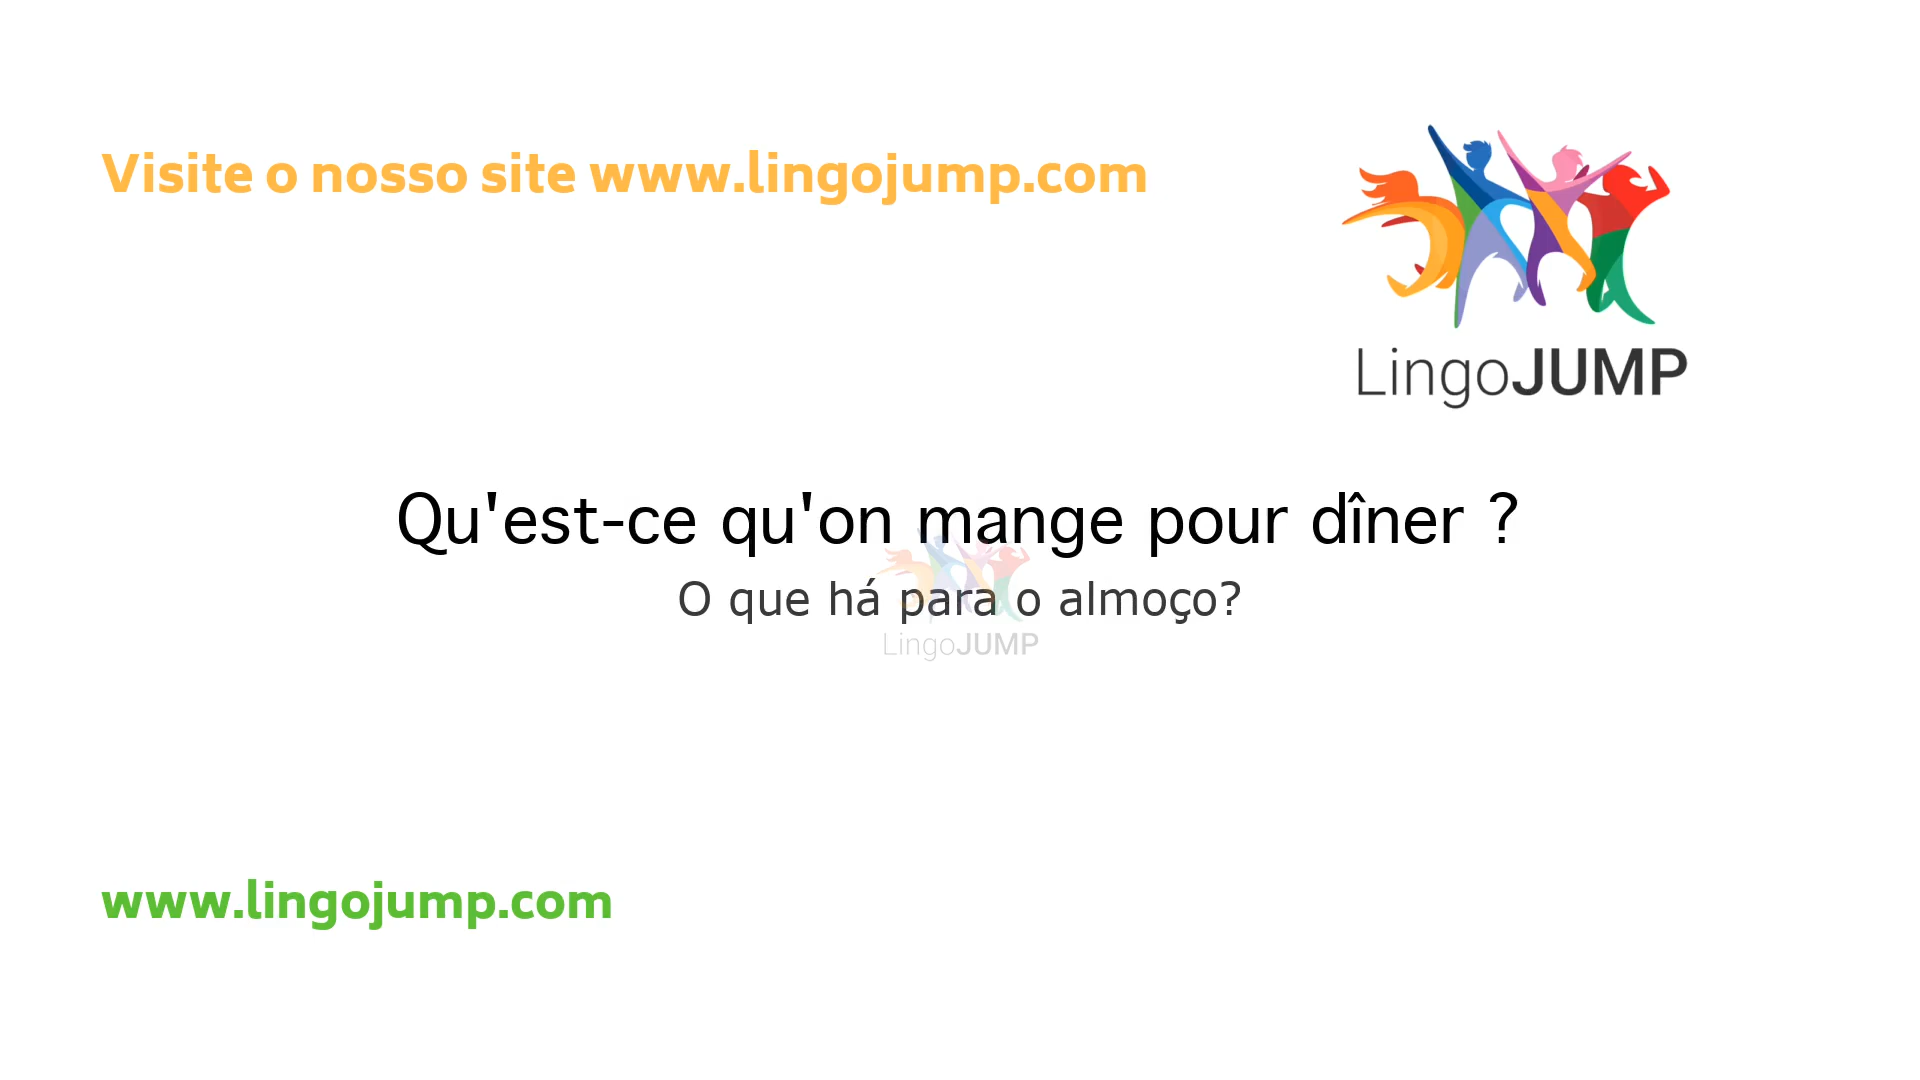 Visite o nosso site www.lingojump.com
LingoJUMP
Qu'est-ce qu'on mange pour dîner ?
O que há para o almoço?
LingoJUMP
www.lingojump.com